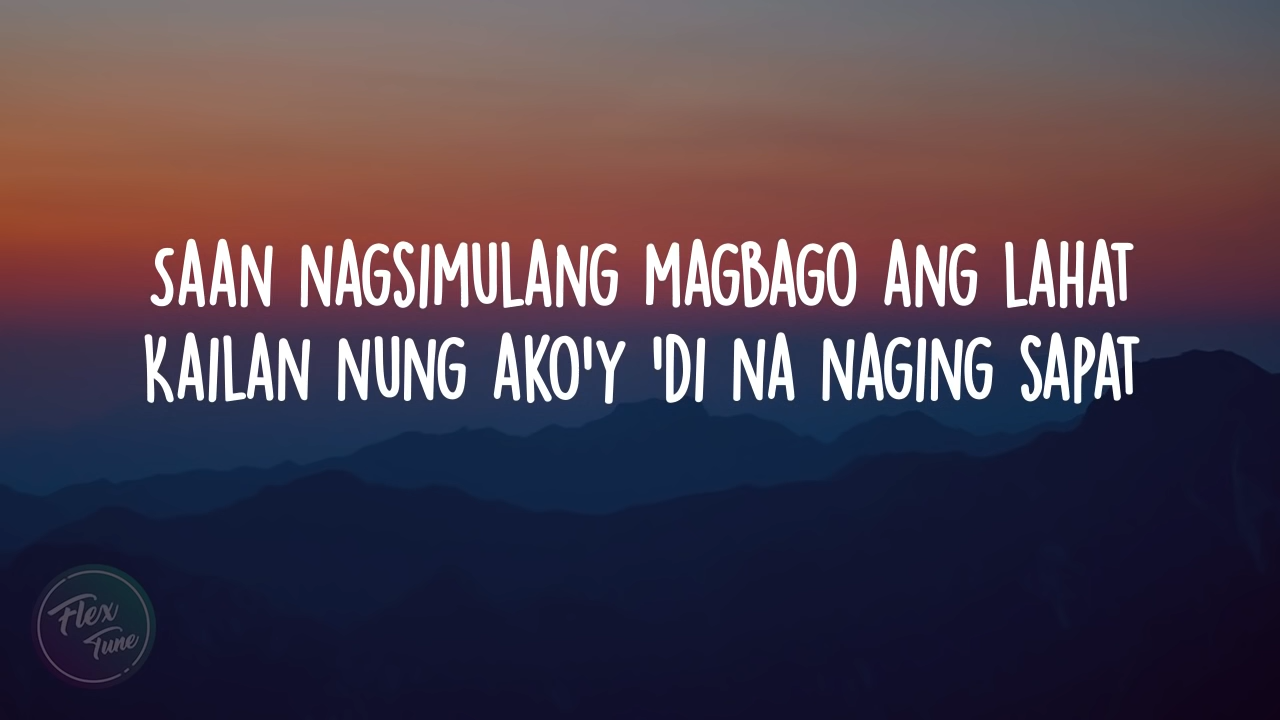 SAAN NAGSIMULANG MAGBAGO ANG LAHAT
KAILAN NUNG AKO'Y 'DI NA NAGING SAPAT
Flex
Tune